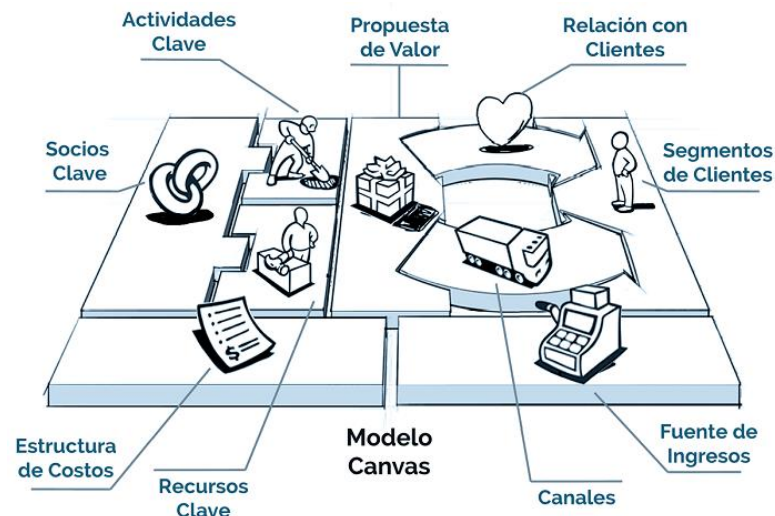 Actividades
Clave
Propuesta
de Valor
Relación con
Clientes
Socios
Clave
Segmentos
de Clientes
$
Estructura
de Costos
Recursos
Clave
Modelo
Canvas
Canales
Fuente de
Ingresos